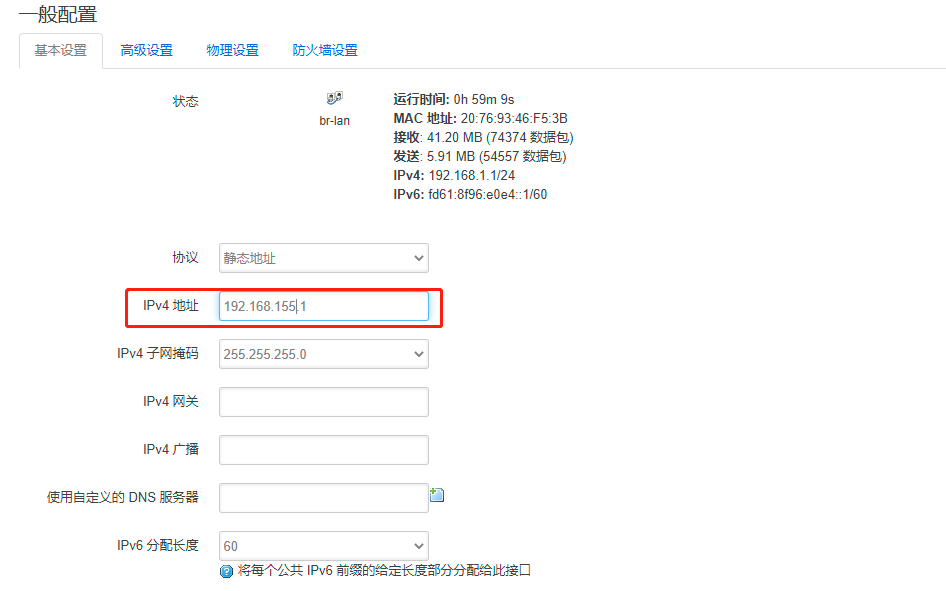 一般配置
基本设置 高级设置 物理设置 防火墙设置
状态
br-lan
运行时间: 0h 59m 9s
MAC 地址: 20:76:93:46:F5:3B
接收: 41.20 MB (74374 数据包)
发送: 5.91 MB (54557 数据包)
IPv4: 192.168.1.1/24
IPv6: fd61:8f96:e0e4::1/60
协议 静态地址
IPv4 地址 192.168.155.1
IPv4 子网掩码 255.255.255.0
IPv4 网关
IPv4 广播
使用自定义的 DNS 服务器
IPv6 分配长度 60
将每个公共 IPv6 前缀的给定长度部分分配给此接口